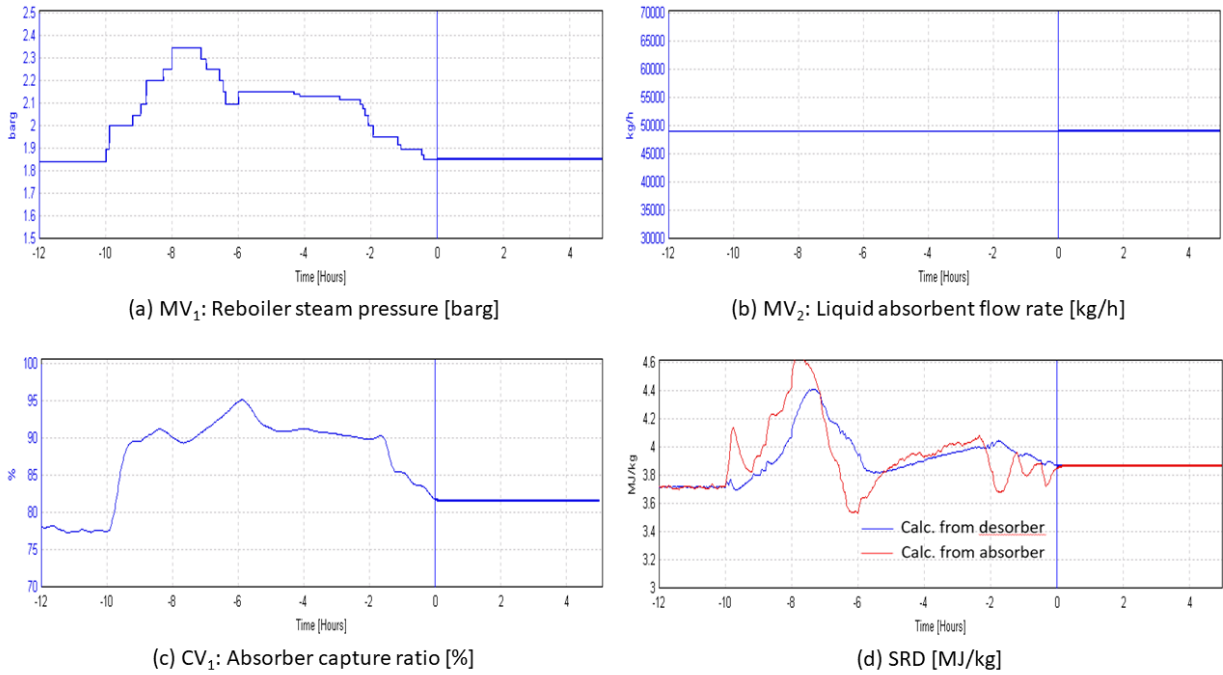 2.5
2.4
2.3
2.2
2.1
2
1.9
1.8
1.7
1.6
1.5
barg
-12 -10 -8 -6 -4 -2 0 2 4
Time [Hours]
(a) MV₁: Reboiler steam pressure [barg]
70000
65000
60000
55000
50000
45000
40000
35000
30000
kg/h
-12 -10 -8 -6 -4 -2 0 2 4
Time [Hours]
(b) MV₂: Liquid absorbent flow rate [kg/h]
100
95
90
85
80
75
70
%
-12 -10 -8 -6 -4 -2 0 2 4
Time [Hours]
(c) CV₁: Absorber capture ratio [%]
4.6
4.4
4.2
4
3.8
3.6
3.4
3.2
3
MJ/kg
Calc. from desorber
Calc. from absorber
-12 -10 -8 -6 -4 -2 0 2 4
Time [Hours]
(d) SRD [MJ/kg]